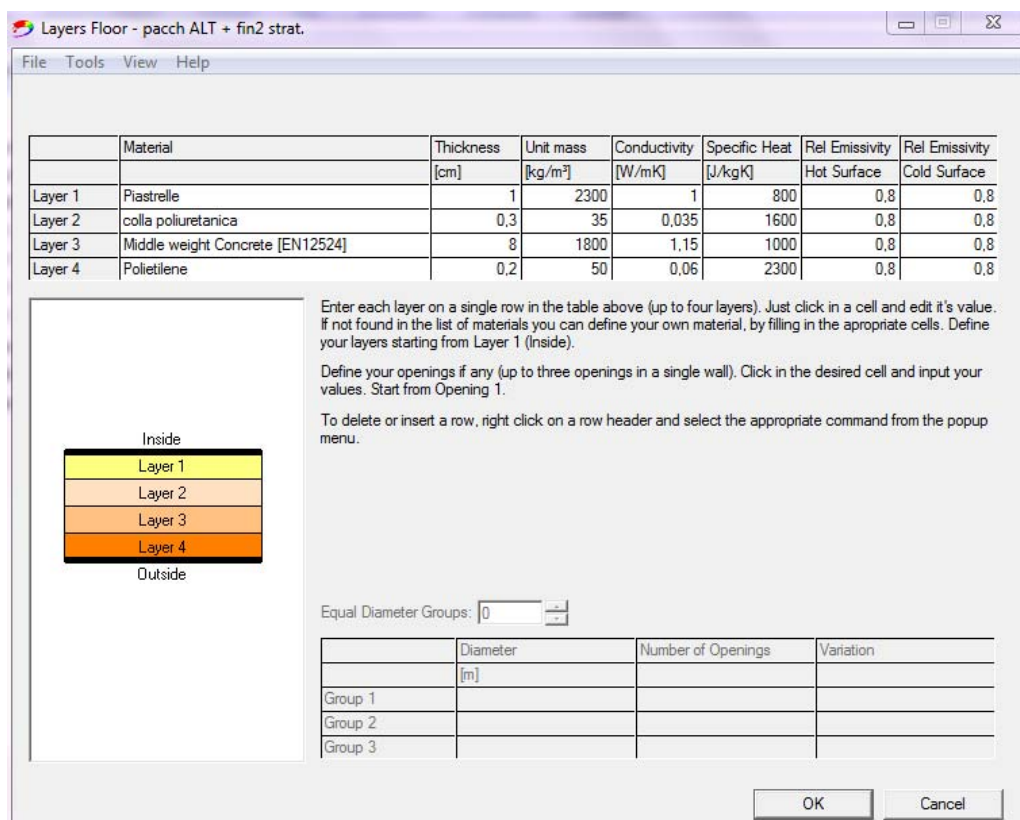 Layers Floor - pacch ALT + fin2 strat.
File Tools View Help
Material Thickness Unit mass Conductivity Specific Heat Rel Emissivity Rel Emissivity
[cm] [kg/m³] [W/mK] [J/kgK] Hot Surface Cold Surface
Layer 1 Piastrelle 1 2300 1 800 0,8 0,8
Layer 2 colla poliuretanica 0,3 35 0,035 1600 0,8 0,8
Layer 3 Middle weight Concrete [EN12524] 8 1800 1,15 1000 0,8 0,8
Layer 4 Polietilene 0,2 50 0,06 2300 0,8 0,8
Enter each layer on a single row in the table above (up to four layers). Just click in a cell and edit it's value.
If not found in the list of materials you can define your own material, by filling in the apropriate cells. Define
your layers starting from Layer 1 (Inside).
Define your openings if any (up to three openings in a single wall). Click in the desired cell and input your
values. Start from Opening 1.
To delete or insert a row, right click on a row header and select the appropriate command from the popup
menu.
Inside
Layer 1
Layer 2
Layer 3
Layer 4
Outside
Equal Diameter Groups: 0
Diameter Number of Openings Variation
[m]
Group 1
Group 2
Group 3
OK Cancel